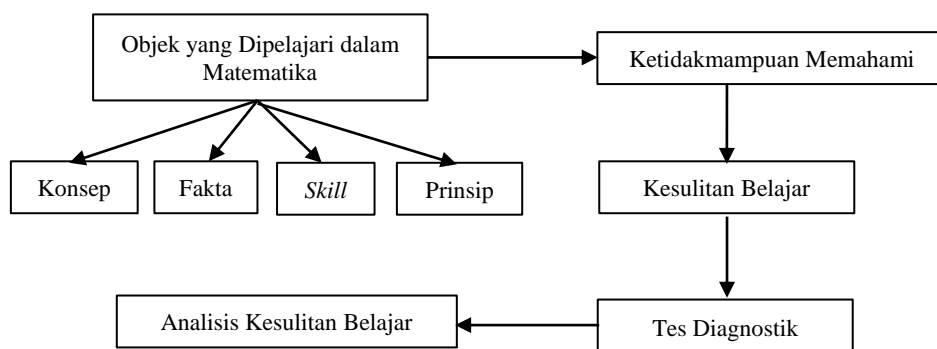 Objek yang Dipelajari dalam
Matematika
Ketidakmampuan Memahami
Konsep
Fakta
Skill
Prinsip
Kesulitan Belajar
Analisis Kesulitan Belajar
Tes Diagnostik